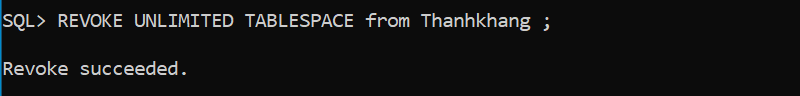 SQL> REVOKE UNLIMITED TABLESPACE from Thanhkhang ;
Revoke succeeded.